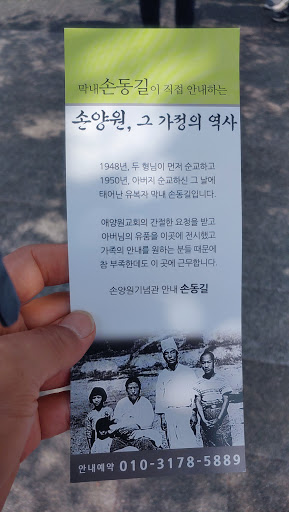 막내손동길이 직접 안내하는
손양원, 그 가정의 역사
1948년, 두 형님이 먼저 순교하고
1950년, 아버지 순교하신 그 날에
태어난 유복자 막내 손동길입니다.
애양원교회의 간절한 요청을 받고
아버님의 유품을 이곳에 전시했고
가족의 안내를 원하는 분들 때문에
참 부족한데도 이 곳에 근무합니다.
손양원기념관 안내 손동길
안내예약 010-3178-5889